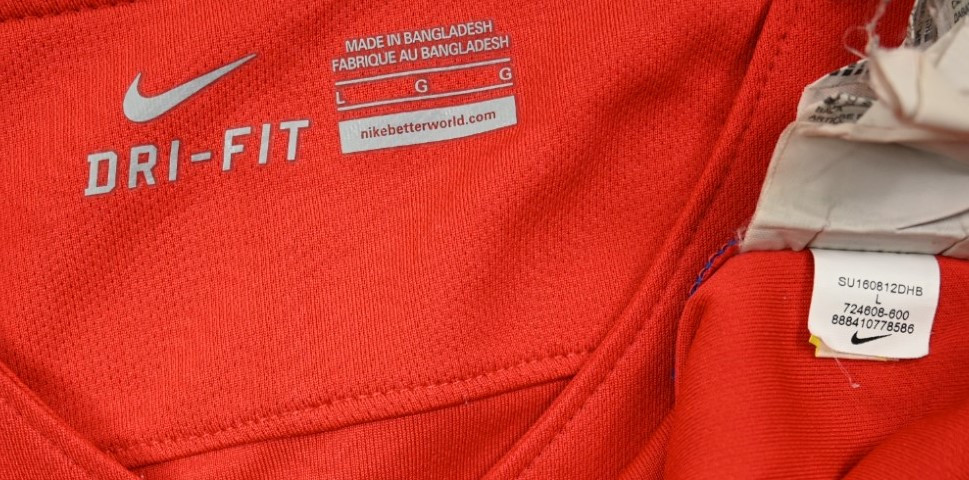 DRI-FIT
MADE IN BANGLADESH
FABRIQUE AU BANGLADESH
L G G
nikebetterworld.com
SU160812DHB
L
724608-600
888410778586